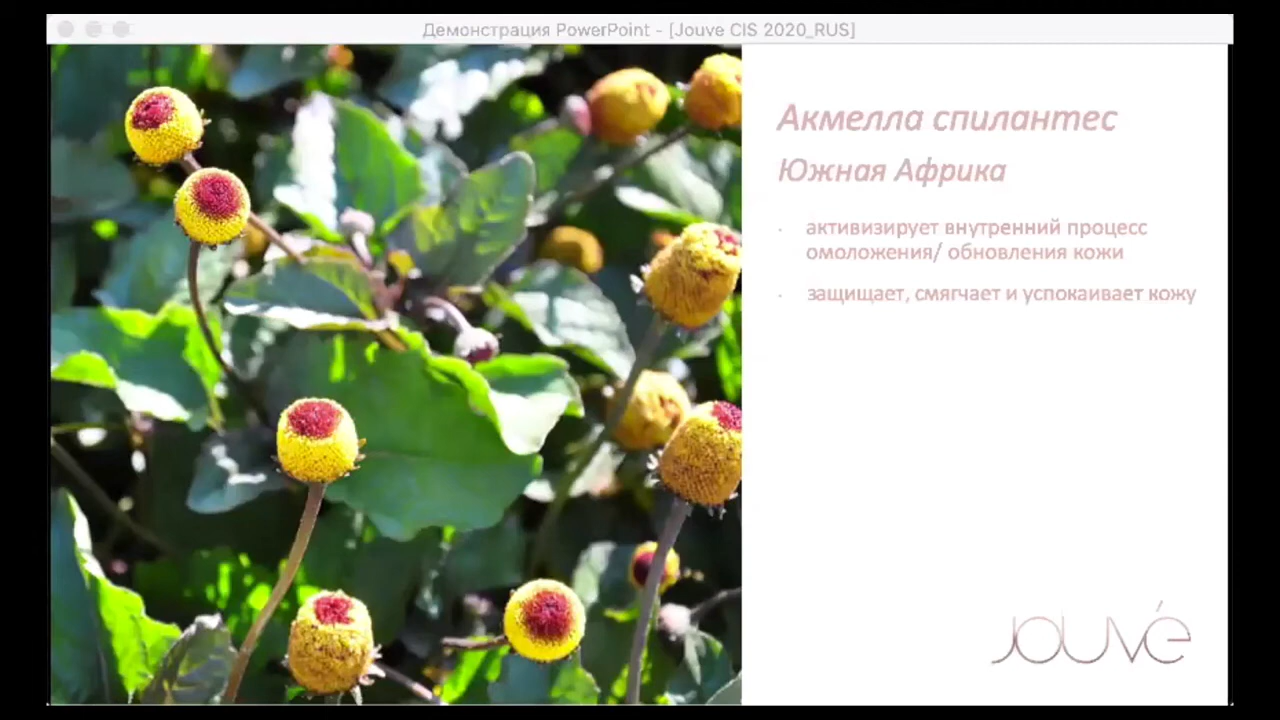 Демонстрация PowerPoint - [Jouve CIS 2020_RUS]
Акмелла спилантес
Южная Африка
· активизирует внутренний процесс
омоложения/ обновления кожи
· защищает, смягчает и успокаивает кожу
JOUVÉ